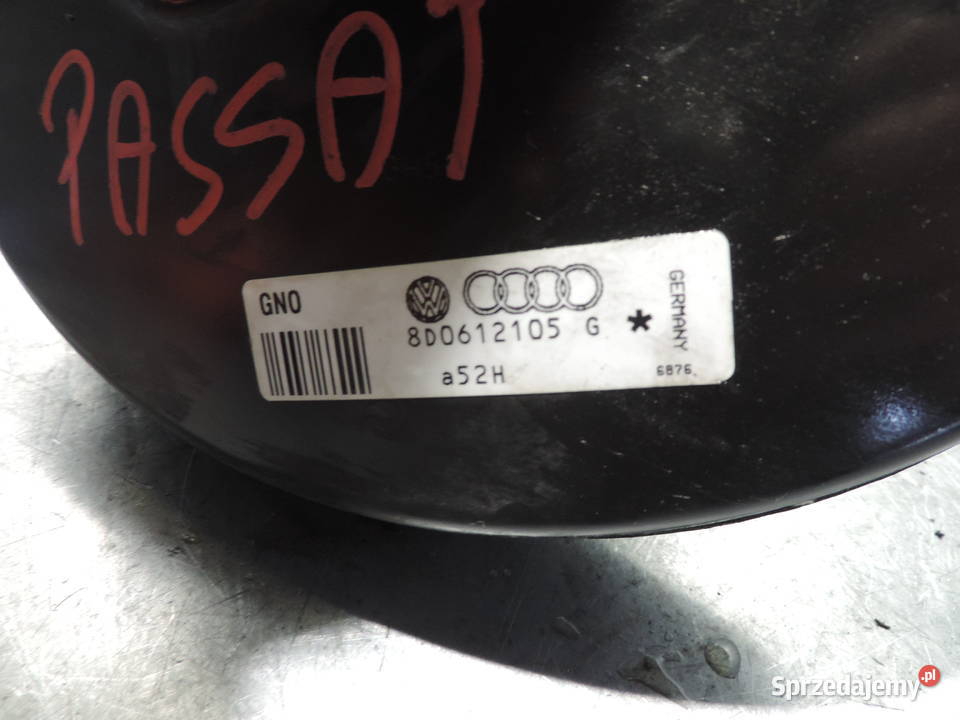 PASSAT
GNO
8D0612105 G *
a52H
GERMANY
6876
Sprzedajemy.pl